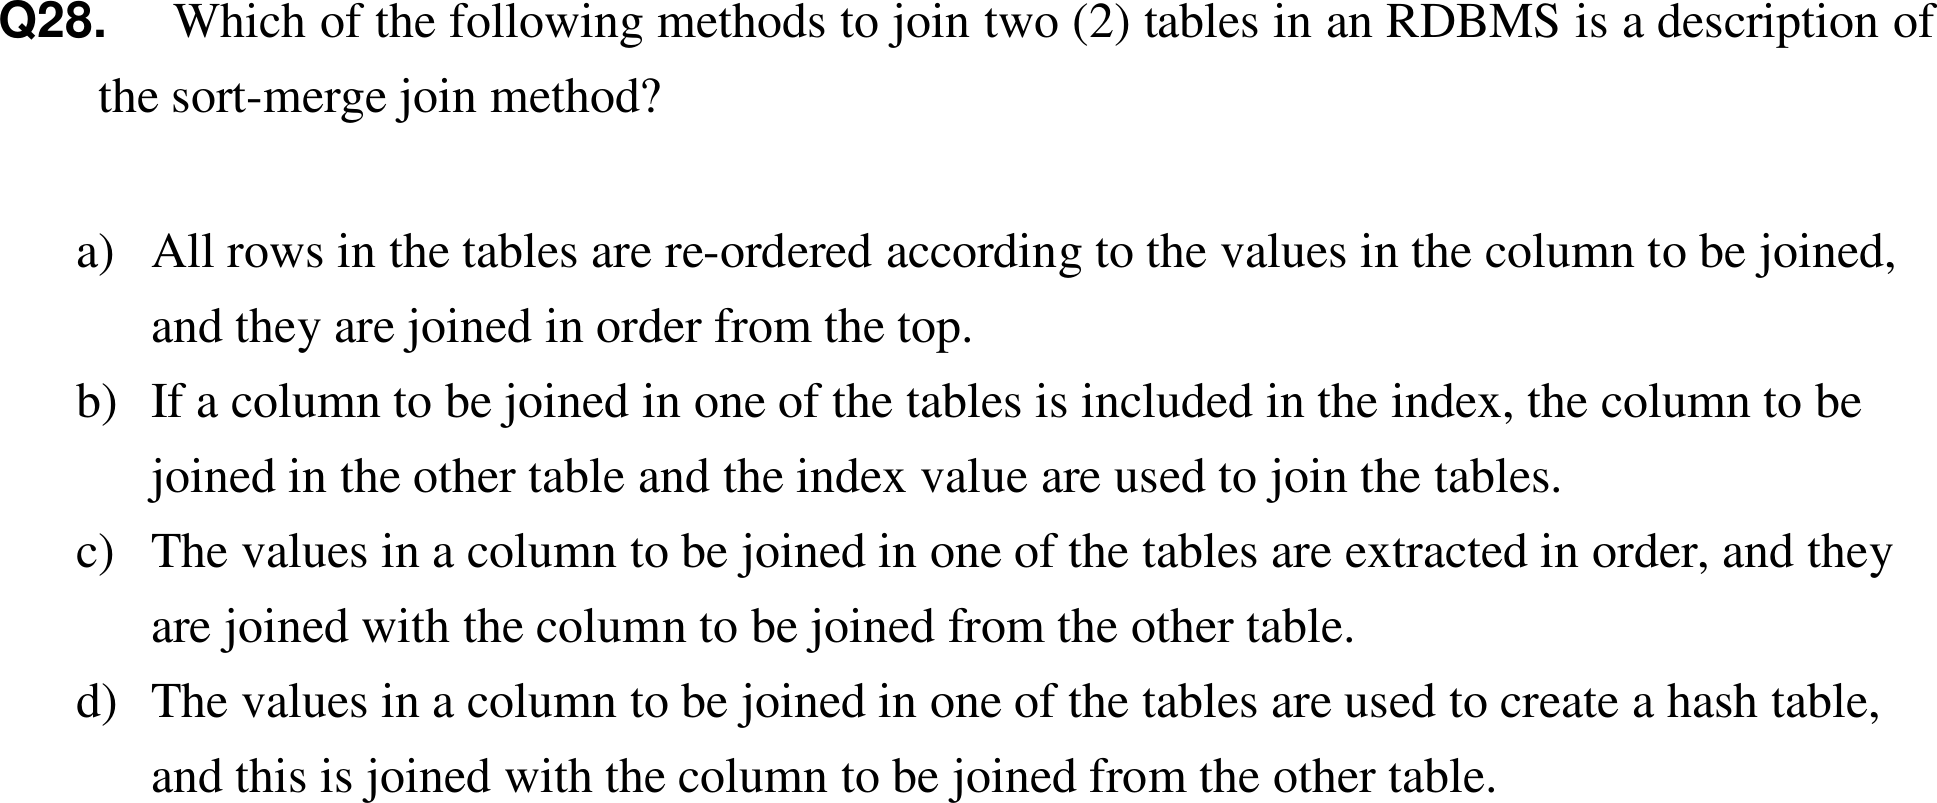 Q28. Which of the following methods to join two (2) tables in an RDBMS is a description of
the sort-merge join method?
a) All rows in the tables are re-ordered according to the values in the column to be joined,
and they are joined in order from the top.
b) If a column to be joined in one of the tables is included in the index, the column to be
joined in the other table and the index value are used to join the tables.
c) The values in a column to be joined in one of the tables are extracted in order, and they
are joined with the column to be joined from the other table.
d) The values in a column to be joined in one of the tables are used to create a hash table,
and this is joined with the column to be joined from the other table.